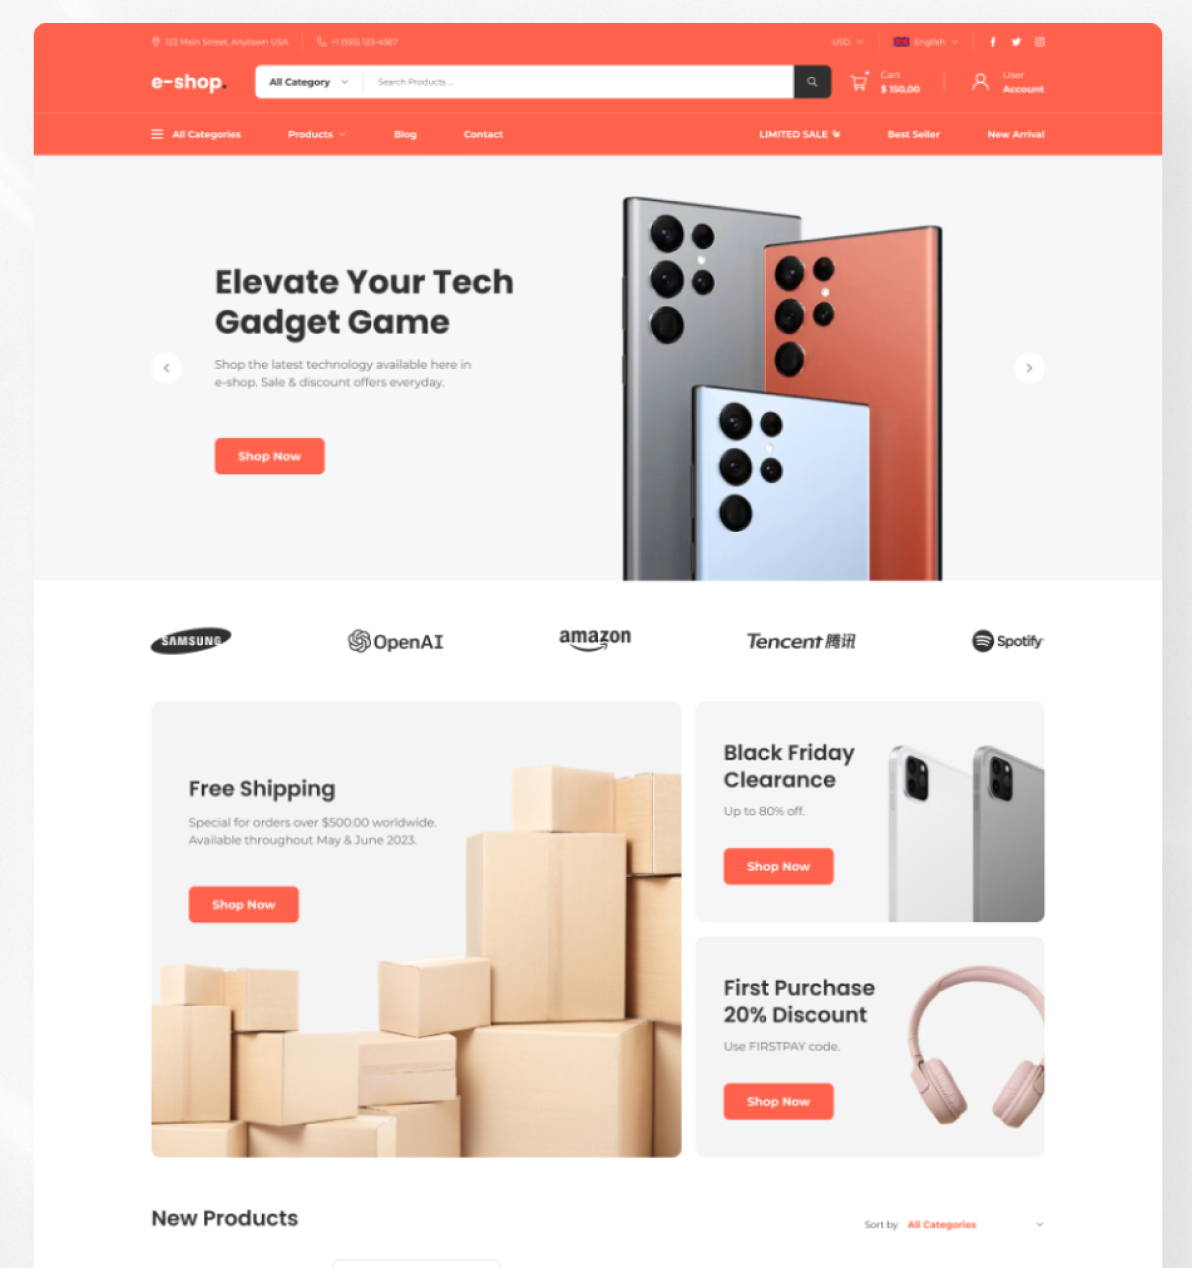 123 Main Street, Anytown USA
+1 (555) 123-4567
USD
English
e-shop.
All Category
Search Products ..
Cart
$ 150,00
User
Account
All Categories
Products
Blog
Contact
LIMITED SALE
Best Seller
New Arrival
Elevate Your Tech
Gadget Game
Shop the latest technology available here in
e-shop. Sale & discount offers everyday.
Shop Now
SAMSUNG
OpenAI
amazon
Tencent 腾讯
Spotify
Free Shipping
Special for orders over $500.00 worldwide.
Available throughout May & June 2023.
Shop Now
Black Friday
Clearance
Up to 80% off.
Shop Now
First Purchase
20% Discount
Use FIRSTPAY code.
Shop Now
New Products
Sort by All Categories